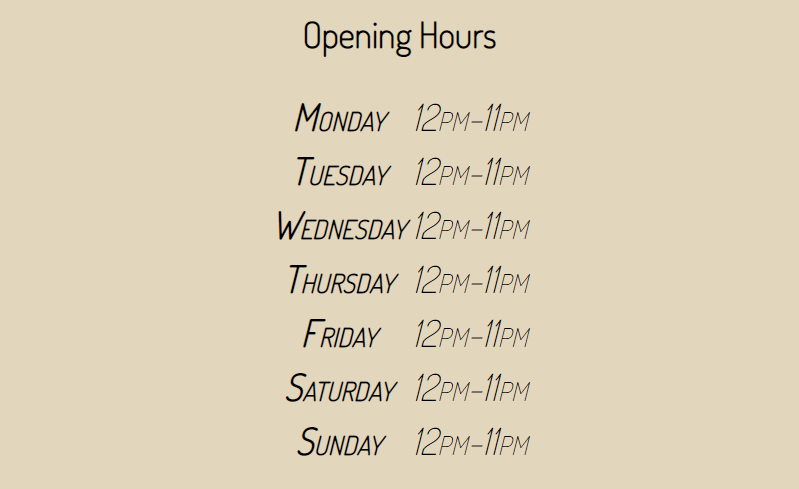 Opening Hours
Monday 12pm-11pm
Tuesday 12pm-11pm
Wednesday 12pm-11pm
Thursday 12pm-11pm
Friday 12pm-11pm
Saturday 12pm-11pm
Sunday 12pm-11pm